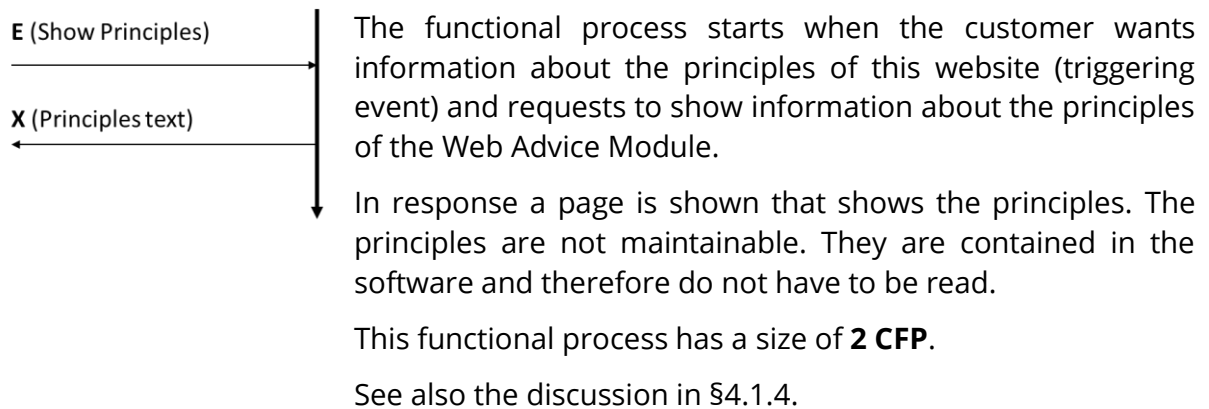 E (Show Principles)
X (Principles text)
The functional process starts when the customer wants
information about the principles of this website (triggering
event) and requests to show information about the principles
of the Web Advice Module.
In response a page is shown that shows the principles. The
principles are not maintainable. They are contained in the
software and therefore do not have to be read.
This functional process has a size of 2 CFP.
See also the discussion in §4.1.4.